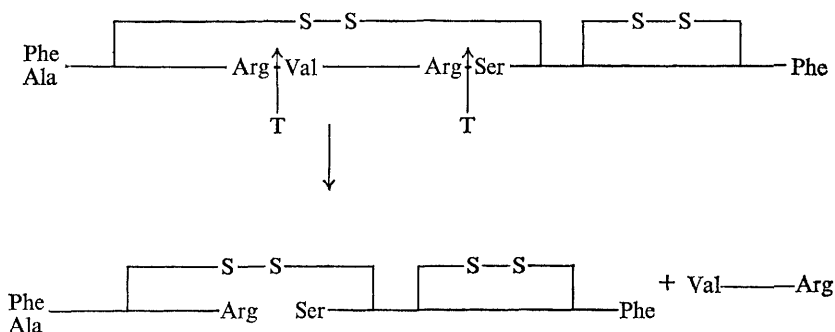 S—S S—S
Phe
Ala Arg Val Arg Ser Phe
T T
S—S S—S
Phe
Ala Arg Ser Phe + Val—Arg